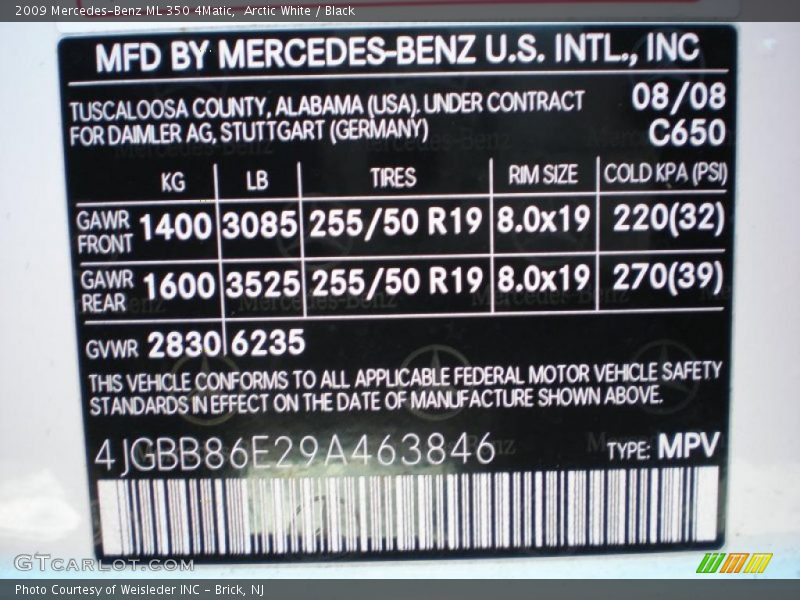 2009 Mercedes-Benz ML 350 4Matic, Arctic White / Black
MFD BY MERCEDES-BENZ U.S. INTL., INC
TUSCALOOSA COUNTY, ALABAMA (USA), UNDER CONTRACT 08/08
FOR DAIMLER AG, STUTTGART (GERMANY) C650
KG LB TIRES RIM SIZE COLD KPA (PSI)
GAWR FRONT 1400 3085 255/50 R19 8.0x19 220(32)
GAWR REAR 1600 3525 255/50 R19 8.0x19 270(39)
GVWR 2830 6235
THIS VEHICLE CONFORMS TO ALL APPLICABLE FEDERAL MOTOR VEHICLE SAFETY
STANDARDS IN EFFECT ON THE DATE OF MANUFACTURE SHOWN ABOVE.
4JGBB86E29A463846 TYPE: MPV
GTCARLOT.COM
Photo Courtesy of Weisleder INC - Brick, NJ